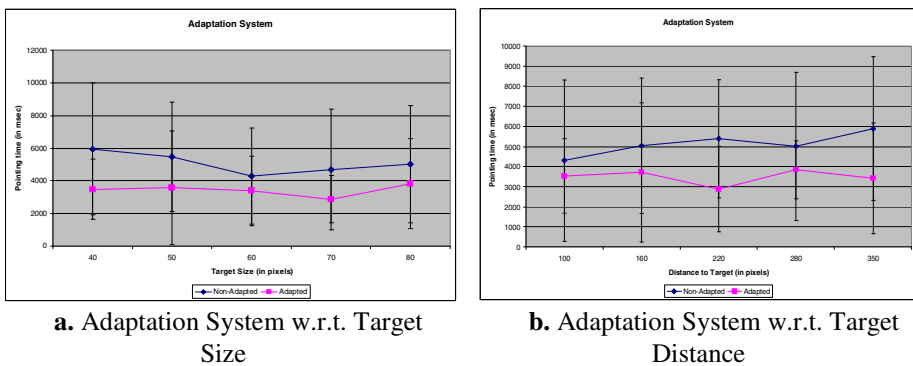 Adaptation System
12000
10000
8000
6000
4000
2000
0
Pointing time (in msec)
40 50 60 70 80
Target Size (in pixels)
Non-Adapted Adapted
a. Adaptation System w.r.t. Target
Size
Adaptation System
10000
9000
8000
7000
6000
5000
4000
3000
2000
1000
0
Pointing time (in msec)
100 160 220 280 350
Distance to Target (in pixels)
Non-Adapted Adapted
b. Adaptation System w.r.t. Target
Distance